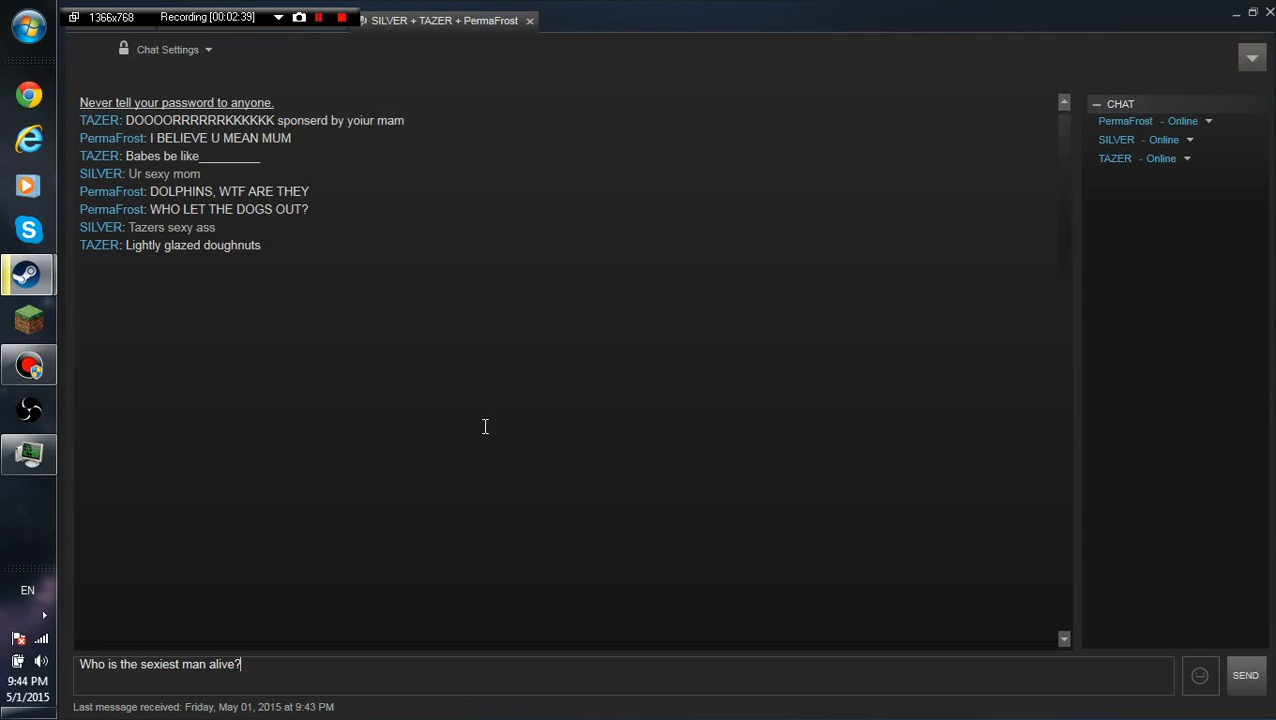 1366x768 Recording [00:02:39]
SILVER + TAZER + PermaFrost
Chat Settings
Never tell your password to anyone.
TAZER: DOOOORRRRRRKKKKKK sponserd by yoiur mam
PermaFrost: I BELIEVE U MEAN MUM
TAZER: Babes be like_________
SILVER: Ur sexy mom
PermaFrost: DOLPHINS, WTF ARE THEY
PermaFrost: WHO LET THE DOGS OUT?
SILVER: Tazers sexy ass
TAZER: Lightly glazed doughnuts
CHAT
PermaFrost - Online
SILVER - Online
TAZER - Online
Who is the sexiest man alive?
SEND
Last message received: Friday, May 01, 2015 at 9:43 PM
EN
9:44 PM
5/1/2015